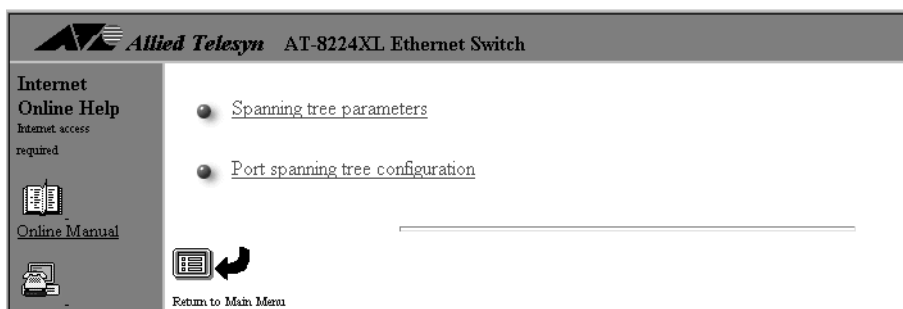 Allied Telesyn AT-8224XL Ethernet Switch
Internet
Online Help
Internet access
required
Online Manual
Spanning tree parameters
Port spanning tree configuration
Return to Main Menu